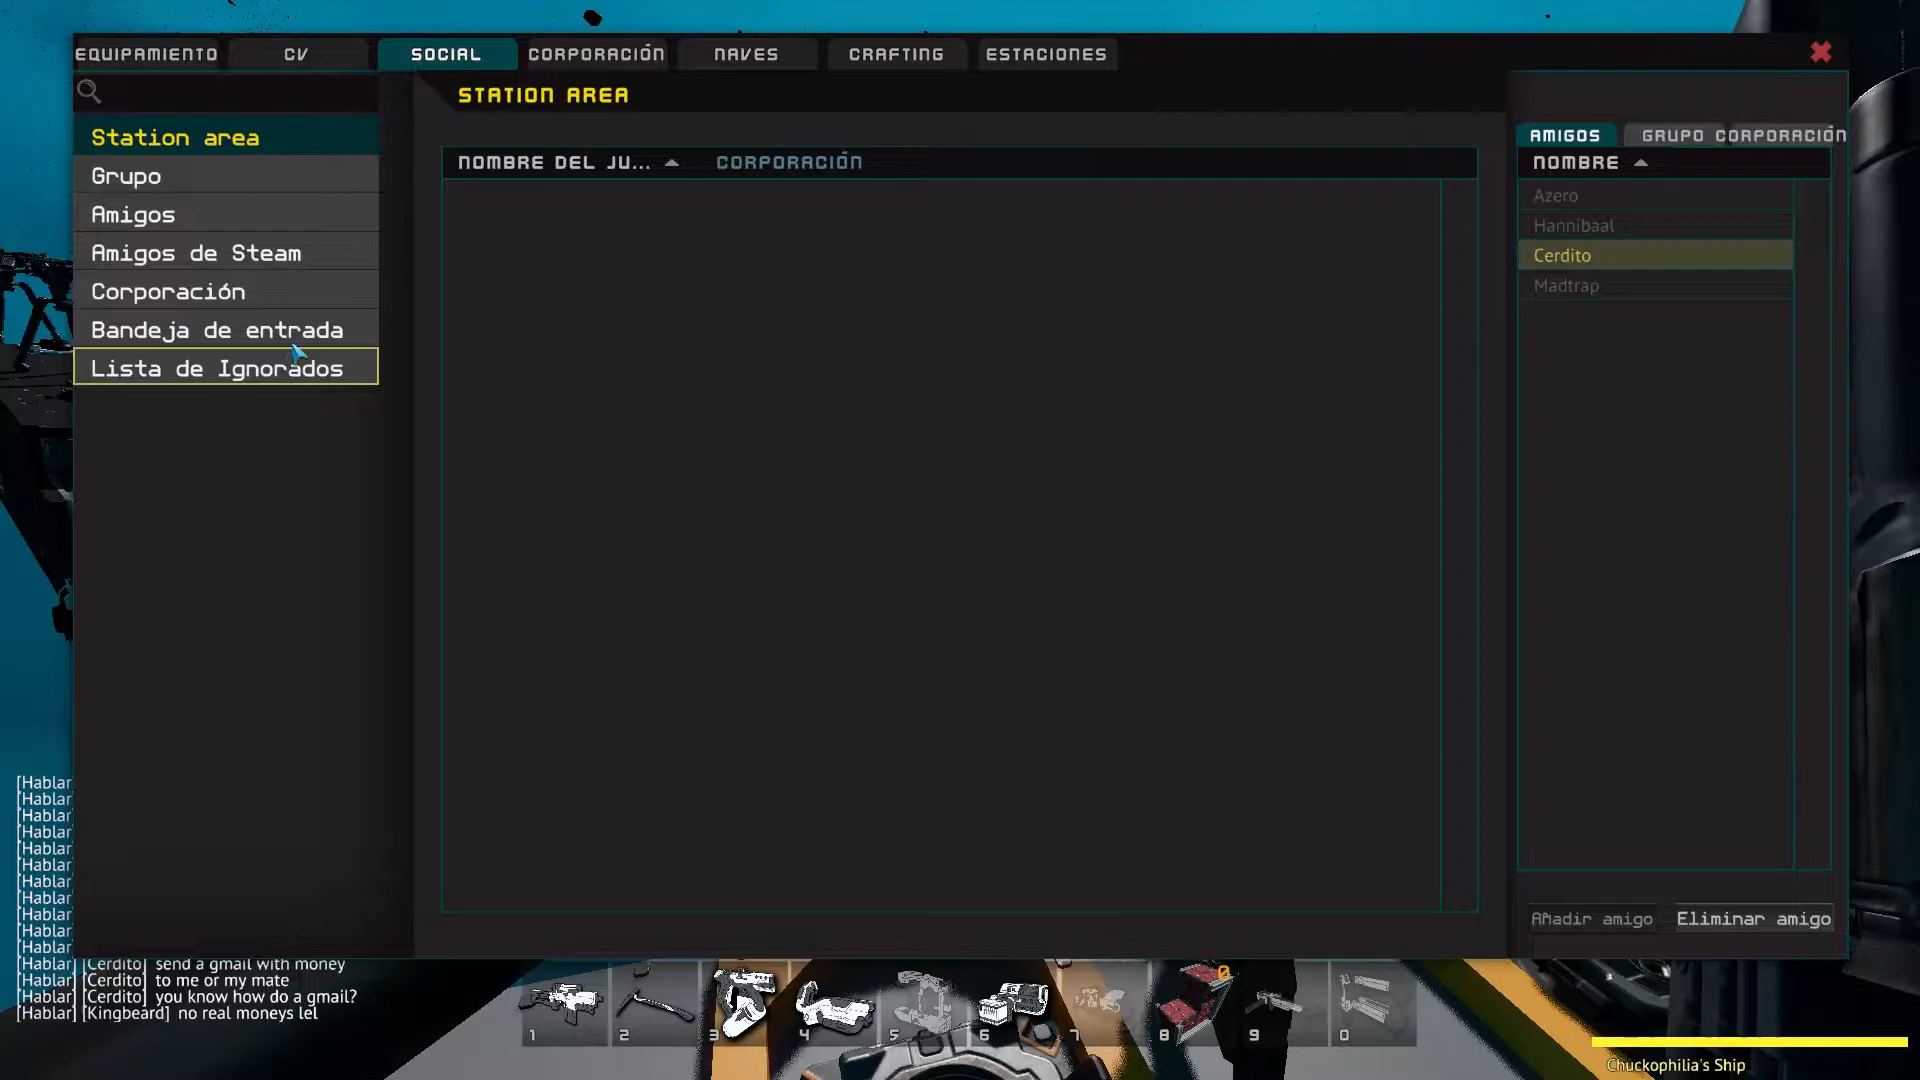 EQUIPAMIENTO CV SOCIAL CORPORACIÓN NAVES CRAFTING ESTACIONES
STATION AREA
Station area
Grupo
Amigos
Amigos de Steam
Corporación
Bandeja de entrada
Lista de Ignorados
NOMBRE DEL JU... CORPORACIÓN
AMIGOS GRUPO CORPORACIÓN
NOMBRE
Azero
Hannibaal
Cerdito
Madtrap
Añadir amigo Eliminar amigo
[Hablar
[Hablar
[Hablar
[Hablar
[Hablar
[Hablar
[Hablar
[Hablar
[Hablar
[Hablar
[Hablar
[Hablar] [Cerdito] send a gmail with money
[Hablar] [Cerdito] to me or my mate
[Hablar] [Cerdito] you know how do a gmail?
[Hablar] [Kingbeard] no real moneys lel
0
1 2 3 4 5 6 7 8 9 0
Chuckophilia's Ship